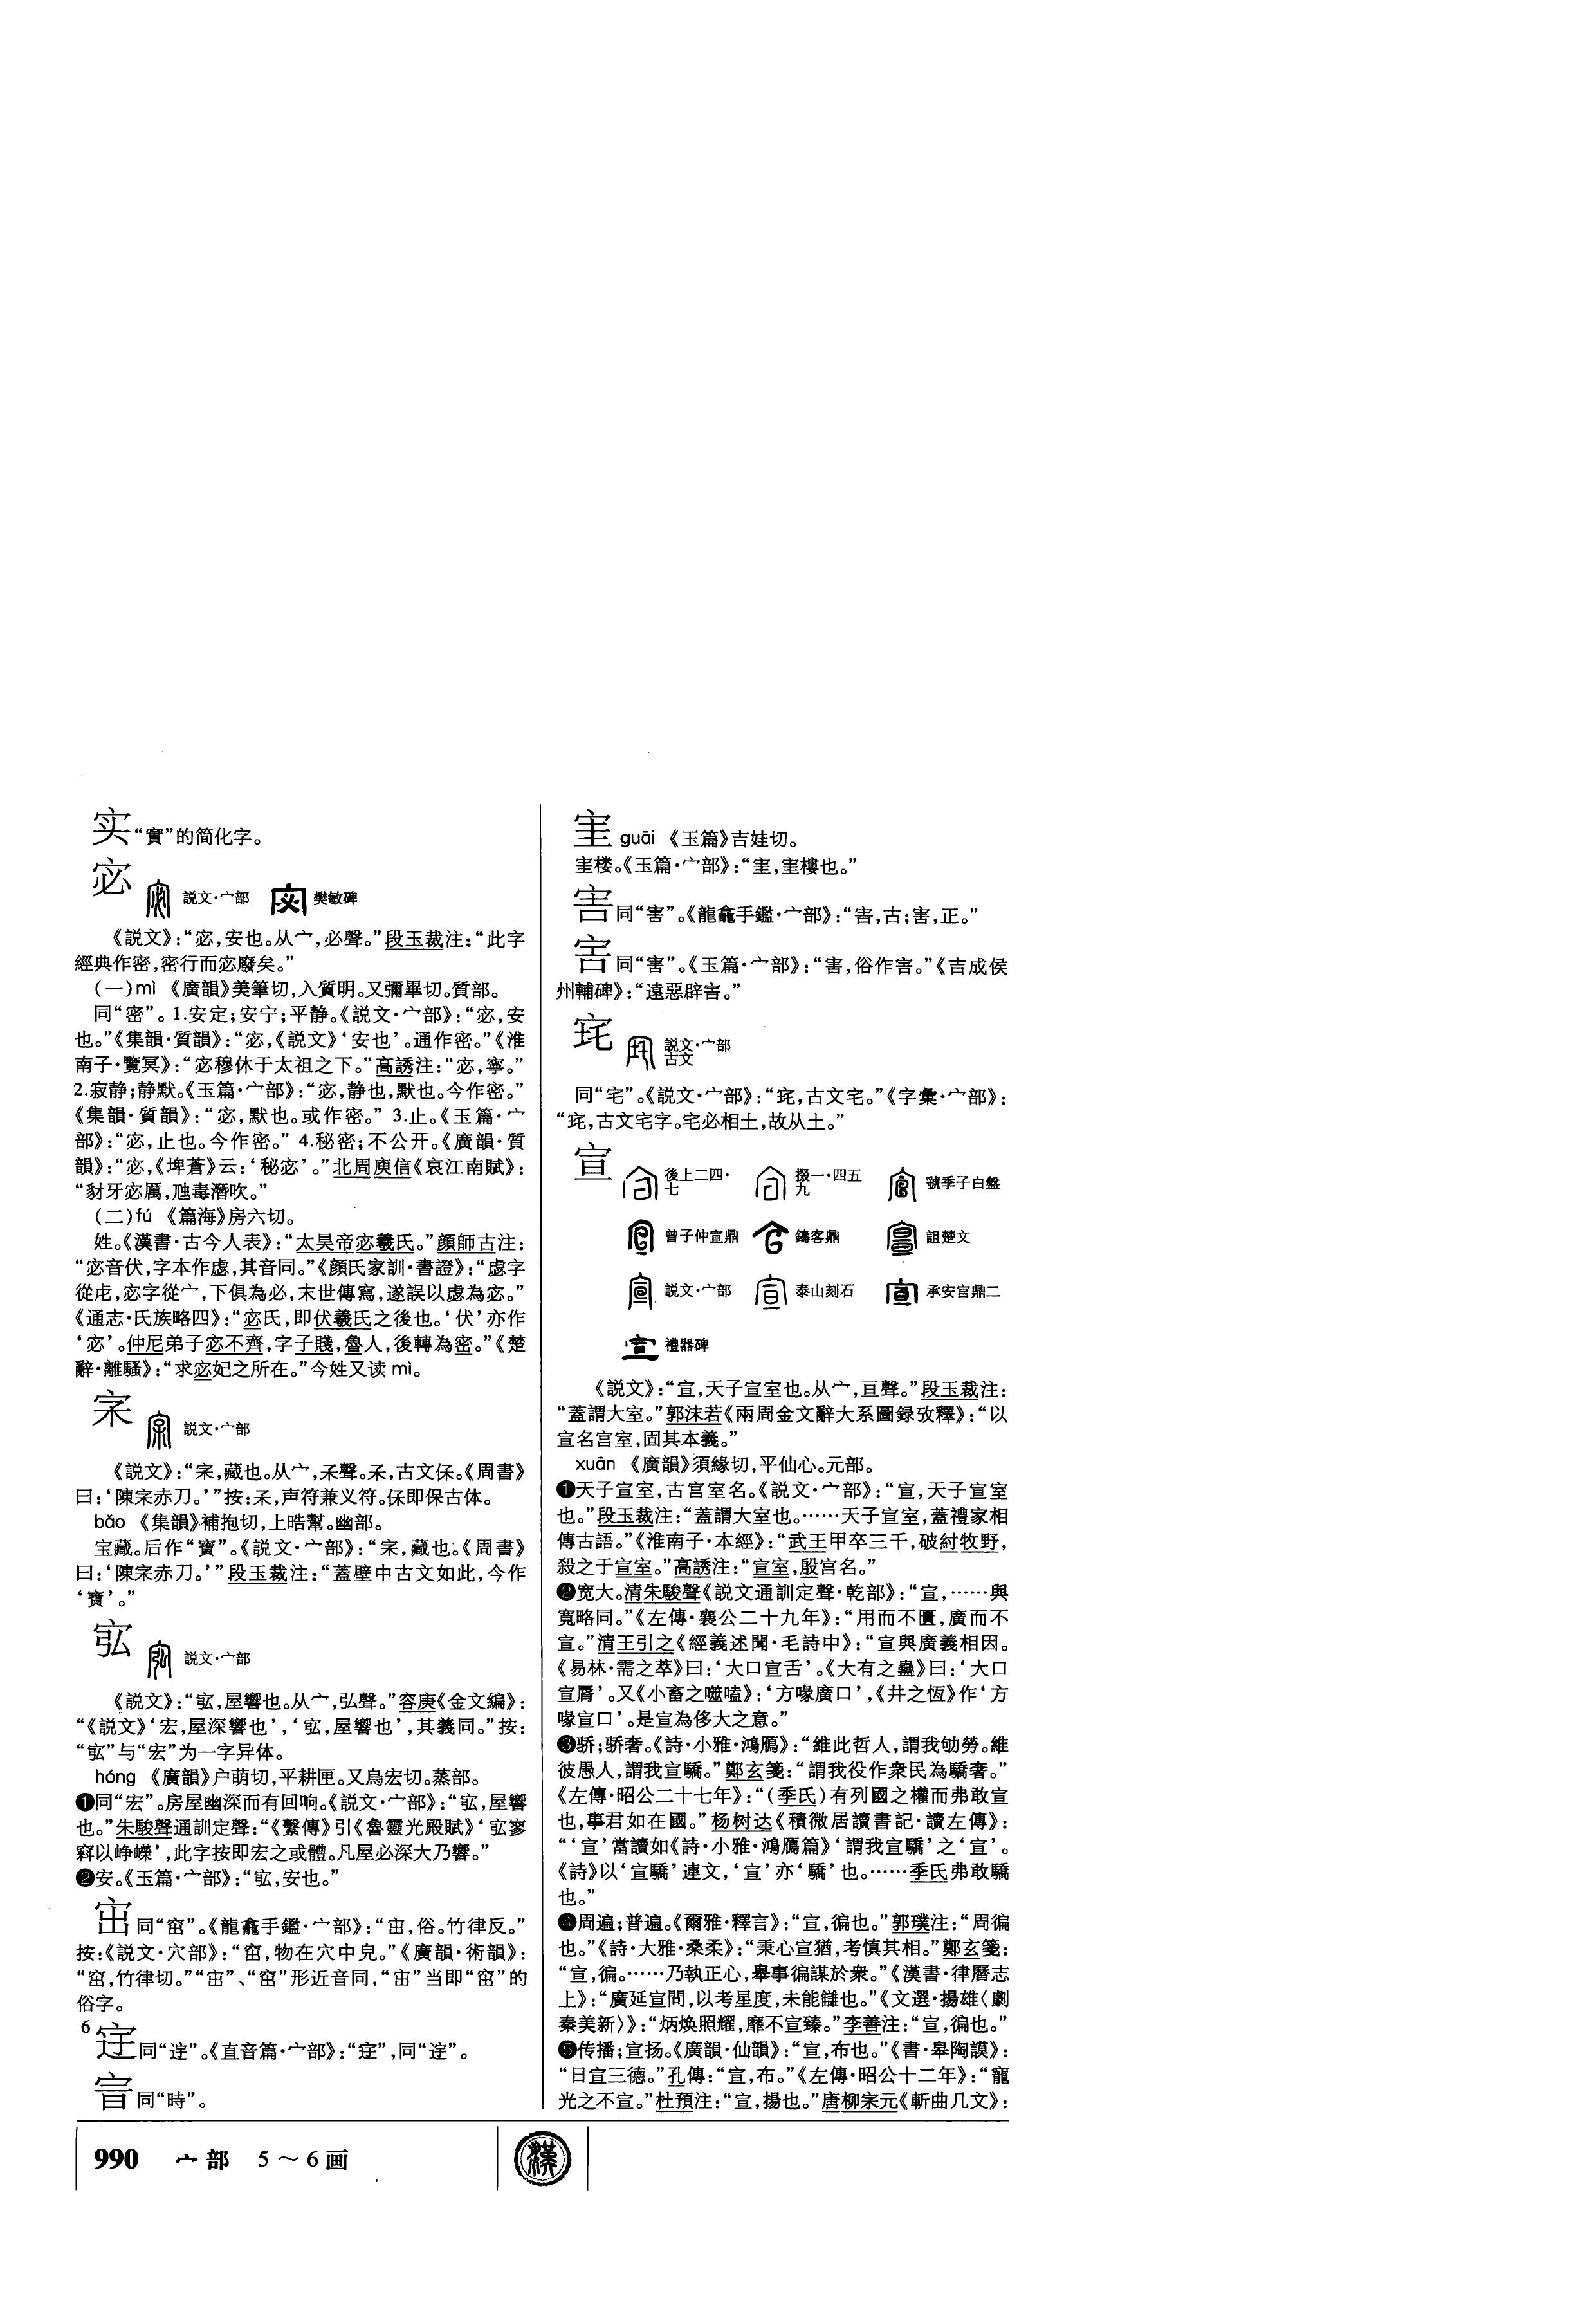 实“實”的简化字。
宓
説文·宀部 樊敏碑
《説文》：“宓，安也。从宀，必聲。”段玉裁注：“此字
經典作密，密行而宓廢矣。”
(一)mì 《廣韻》美筆切，入質明。又彌畢切。質部。
同“密”。1.安定；安宁；平静。《説文·宀部》：“宓，安
也。”《集韻·質韻》：“宓，《説文》‘安也’。通作密。”《淮
南子·覽冥》：“宓穆休于太祖之下。”高誘注：“宓，寧。”
2.寂静；静默。《玉篇·宀部》：“宓，静也，默也。今作密。”
《集韻·質韻》：“宓，默也。或作密。” 3.止。《玉篇·宀
部》：“宓，止也。今作密。” 4.秘密；不公开。《廣韻·質
韻》：“宓，《埤蒼》云：‘秘宓’。”北周庾信《哀江南賦》：
“豺牙宓厲，虺毒潛吹。”
(二)fú 《篇海》房六切。
姓。《漢書·古今人表》：“太昊帝宓羲氏。”顔師古注：
“宓音伏，字本作虙，其音同。”《顔氏家訓·書證》：“虙字
從虍，宓字從宀，下俱為必，末世傳寫，遂誤以虙為宓。”
《通志·氏族略四》：“宓氏，即伏羲氏之後也。‘伏’亦作
‘宓’。仲尼弟子宓不齊，字子賤，魯人，後轉為密。”《楚
辭·離騷》：“求宓妃之所在。”今姓又读 mì。
宲
説文·宀部
《説文》：“宲，藏也。从宀，𤓽聲。𤓽，古文保。《周書》
曰：‘陳宲赤刀。’”按：𤓽，声符兼义符。保即保古体。
bǎo 《集韻》補抱切，上晧幫。幽部。
宝藏。后作“寶”。《説文·宀部》：“宲，藏也。《周書》
曰：‘陳宲赤刀。’”段玉裁注：“蓋壁中古文如此，今作
‘寶’。”
宖
説文·宀部
《説文》：“宖，屋響也。从宀，弘聲。”容庚《金文編》：
“《説文》‘宏，屋深響也’，‘宖，屋響也’，其義同。”按：
“宖”与“宏”为一字异体。
hóng 《廣韻》户萌切，平耕匣。又烏宏切。蒸部。
❶同“宏”。房屋幽深而有回响。《説文·宀部》：“宖，屋響
也。”朱駿聲通訓定聲：“《繫傳》引《魯靈光殿賦》‘宖寥
窲以峥嶸’，此字按即宏之或體。凡屋必深大乃響。”
❷安。《玉篇·宀部》：“宖，安也。”
同“窋”。《龍龕手鑑·宀部》：“𡧯，俗。竹律反。”
按：《説文·穴部》：“窋，物在穴中皃。”《廣韻·術韻》：
“窋，竹律切。”“𡧯”、“窋”形近音同，“𡧯”当即“窋”的
俗字。
6
同“迬”。《直音篇·宀部》：
同“時”。
guāi 《玉篇》吉娃切。
楼。《玉篇·宀部》：
同“害”。《龍龕手鑑·宀部》：“害，古；害，正。”
同“害”。《玉篇·宀部》：“害，俗作𡧱。”《吉成侯
州輔碑》：“遠惡辟𡧱。”
㡯
説文·宀部
古文
同“宅”。《説文·宀部》：“𡧪，古文宅。”《字彙·宀部》：
“𡧪，古文宅字。宅必相土，故从土。”
宣
後上二四·七 掇一·四五九 虢季子白盤
曾子仲宣鼎 鑄客鼎 詛楚文
説文·宀部 泰山刻石 承安宫鼎二
禮器碑
《説文》：“宣，天子宣室也。从宀，亘聲。”段玉裁注：
“蓋謂大室。”郭沫若《兩周金文辭大系圖録攷釋》：“以
宣名宫室，固其本義。”
xuān 《廣韻》須緣切，平仙心。元部。
❶天子宣室，古宫室名。《説文·宀部》：“宣，天子宣室
也。”段玉裁注：“蓋謂大室也。……天子宣室，蓋禮家相
傳古語。”《淮南子·本經》：“武王甲卒三千，破紂牧野，
殺之于宣室。”高誘注：“宣室，殷宫名。”
❷宽大。清朱駿聲《説文通訓定聲·乾部》：“宣，……與
寬略同。”《左傳·襄公二十九年》：“用而不匱，廣而不
宣。”清王引之《經義述聞·毛詩中》：“宣與廣義相因。
《易林·需之萃》曰：‘大口宣舌’。《大有之蠱》曰：‘大口
宣脣’。又《小畜之噬嗑》：‘方喙廣口’，《井之恆》作‘方
喙宣口’。是宣為侈大之意。”
❸骄；骄奢。《詩·小雅·鴻鴈》：“維此哲人，謂我劬勞。維
彼愚人，謂我宣驕。”鄭玄箋：“謂我役作衆民為驕奢。”
《左傳·昭公二十七年》：“（季氏）有列國之權而弗敢宣
也，事君如在國。”杨树达《積微居讀書記·讀左傳》：
“‘宣’當讀如《詩·小雅·鴻鴈篇》‘謂我宣驕’之‘宣’。
《詩》以‘宣驕’連文，‘宣’亦‘驕’也。……季氏弗敢驕
也。”
❹周遍；普遍。《爾雅·釋言》：“宣，徧也。”郭璞注：“周徧
也。”《詩·大雅·桑柔》：“秉心宣猶，考慎其相。”鄭玄箋：
“宣，徧。……乃執正心，舉事徧謀於衆。”《漢書·律曆志
上》：“廣延宣問，以考星度，未能讎也。”《文選·揚雄〈劇
秦美新〉》：“炳焕照耀，靡不宣臻。”李善注：“宣，徧也。”
❺传播；宣扬。《廣韻·仙韻》：“宣，布也。”《書·皋陶謨》：
“日宣三德。”孔傳：“宣，布。”《左傳·昭公十二年》：“寵
光之不宣。”杜預注：“宣，揚也。”唐柳宗元《斬曲几文》：
990 宀部 5～6画
漢